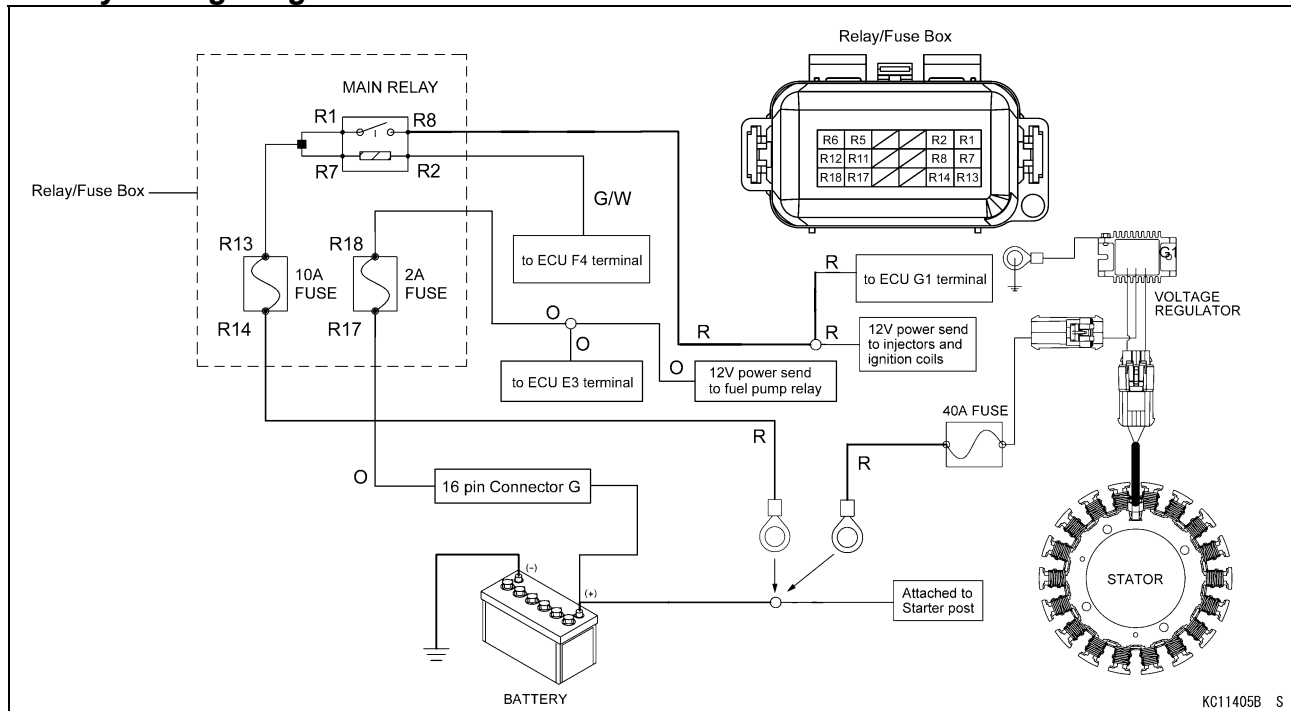 Relay/Fuse Box
MAIN RELAY
R1
R8
R7
R2
Relay/Fuse Box
G/W
R6 R5 R2 R1
R12 R11 R8 R7
R18 R17 R14 R13
R13
R18
to ECU F4 terminal
10A
FUSE
2A
FUSE
R14
R17
R
to ECU G1 terminal
G1
VOLTAGE
REGULATOR
O
R
R
12V power send
to injectors and
ignition coils
O
to ECU E3 terminal
O
12V power send
to fuel pump relay
40A FUSE
R
R
O
16 pin Connector G
(-)
(+)
Attached to
Starter post
STATOR
BATTERY
KC11405B S